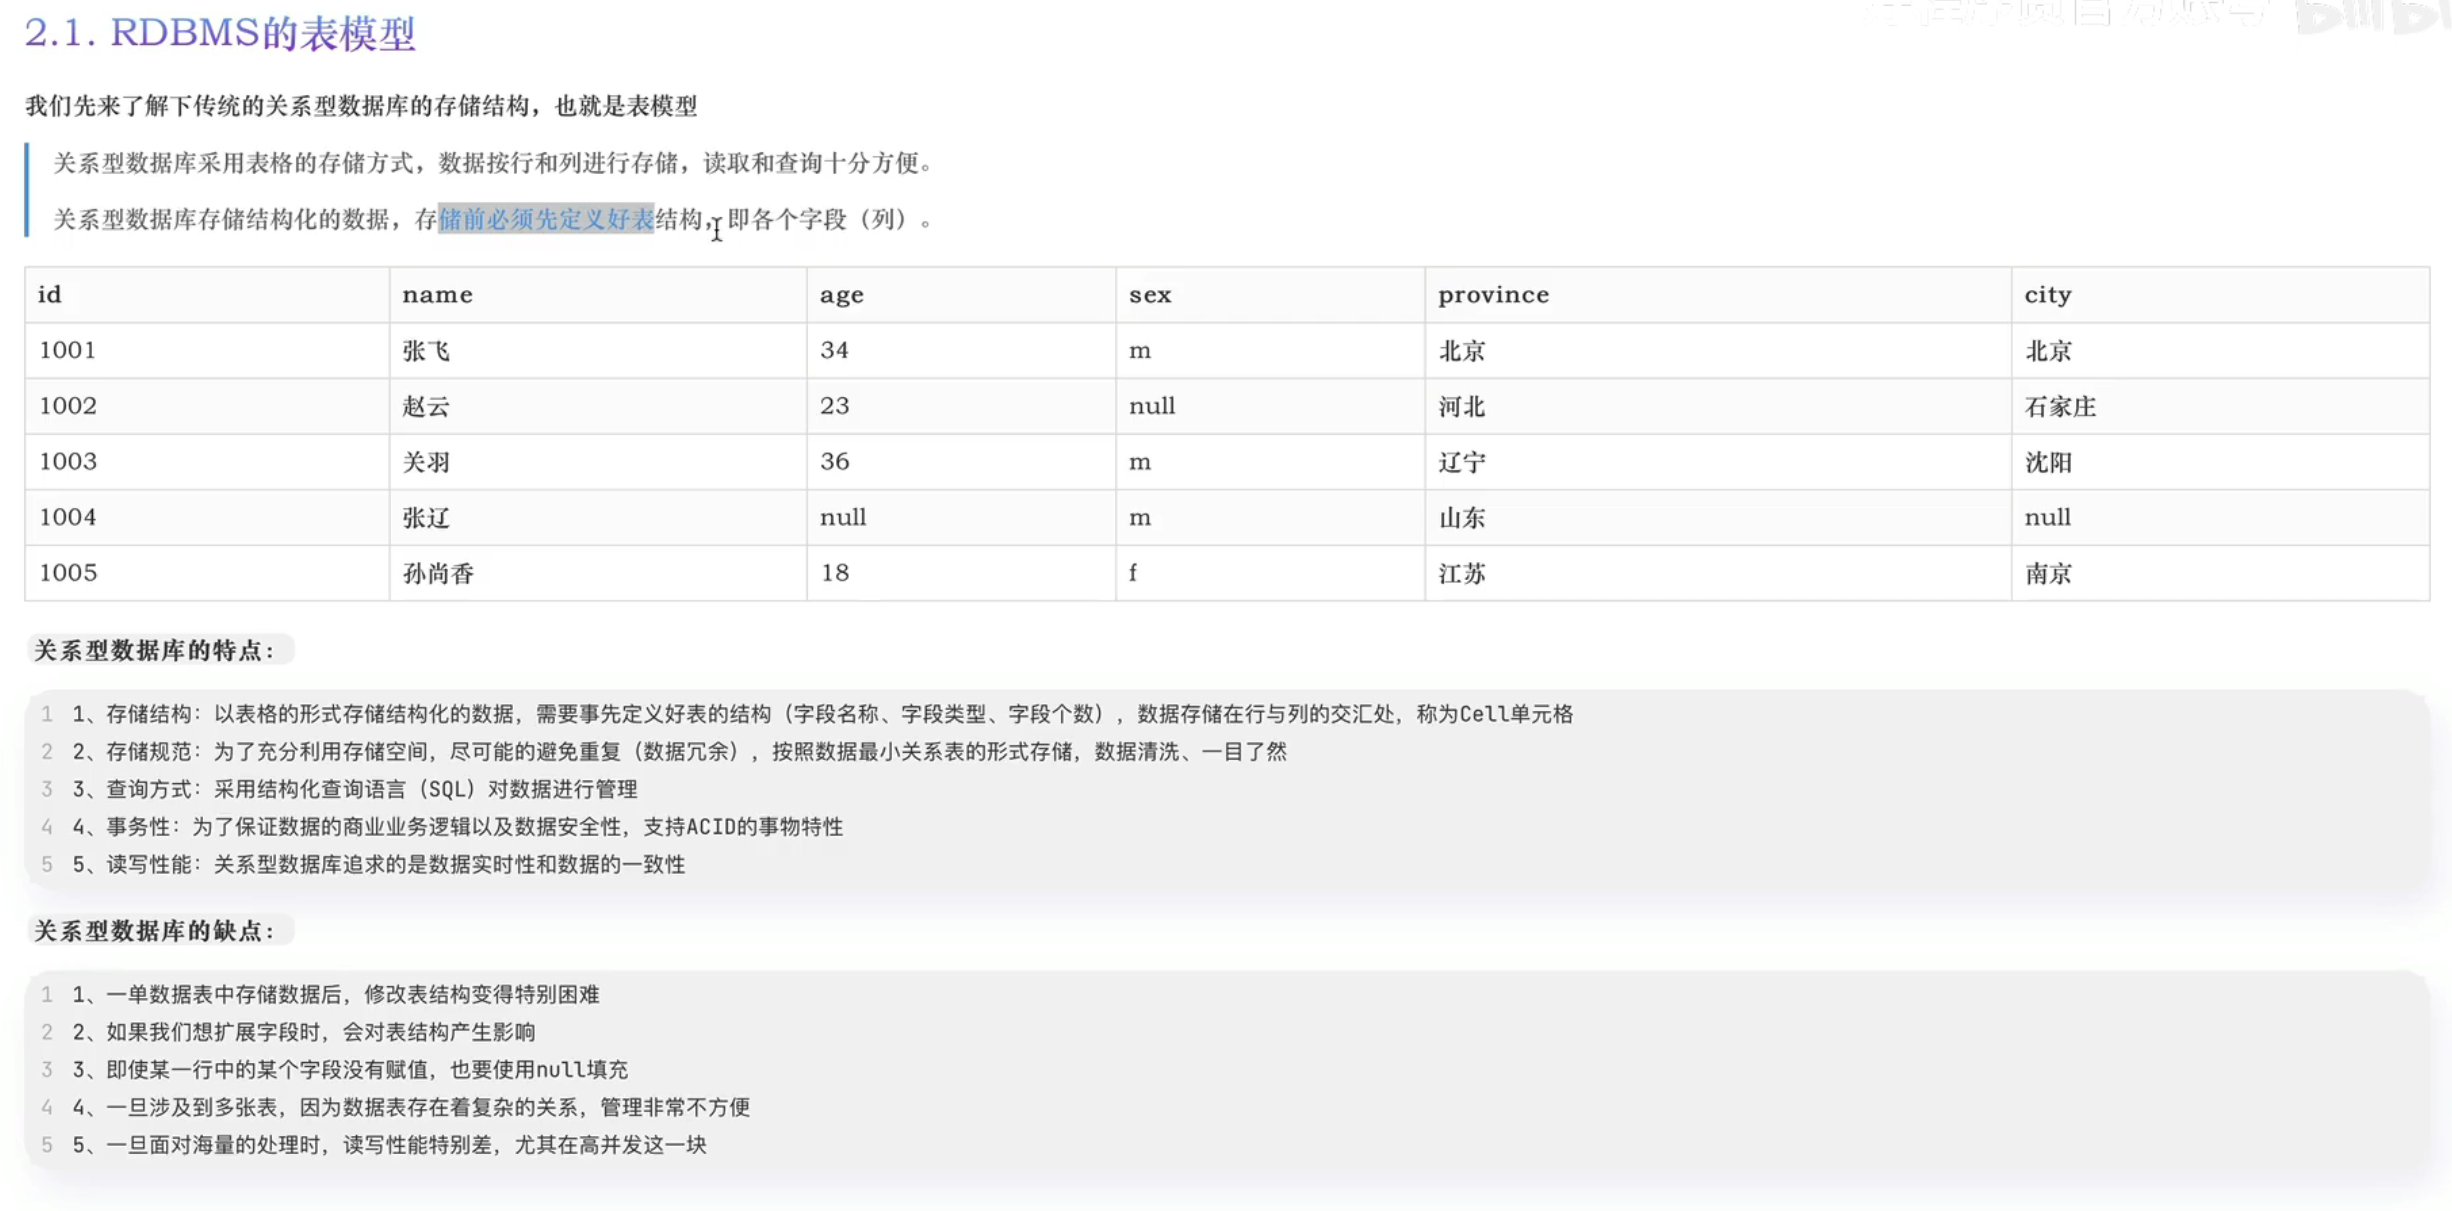 2.1. RDBMS的表模型
我们先来了解下传统的关系型数据库的存储结构，也就是表模型
关系型数据库采用表格的存储方式，数据按行和列进行存储，读取和查询十分方便。
关系型数据库存储结构化的数据，存储前必须先定义好表结构，即各个字段（列）。
id name age sex province city
1001 张飞 34 m 北京 北京
1002 赵云 23 null 河北 石家庄
1003 关羽 36 m 辽宁 沈阳
1004 张辽 null m 山东 null
1005 孙尚香 18 f 江苏 南京
关系型数据库的特点：
1 1、存储结构：以表格的形式存储结构化的数据，需要事先定义好表的结构（字段名称、字段类型、字段个数），数据存储在行与列的交汇处，称为Cell单元格
2 2、存储规范：为了充分利用存储空间，尽可能的避免重复（数据冗余），按照数据最小关系表的形式存储，数据清洗、一目了然
3 3、查询方式：采用结构化查询语言（SQL）对数据进行管理
4 4、事务性：为了保证数据的商业业务逻辑以及数据安全性，支持ACID的事物特性
5 5、读写性能：关系型数据库追求的是数据实时性和数据的一致性
关系型数据库的缺点：
1 1、一单数据表中存储数据后，修改表结构变得特别困难
2 2、如果我们想扩展字段时，会对表结构产生影响
3 3、即使某一行中的某个字段没有赋值，也要使用null填充
4 4、一旦涉及到多张表，因为数据表存在着复杂的关系，管理非常不方便
5 5、一旦面对海量的处理时，读写性能特别差，尤其在高并发这一块